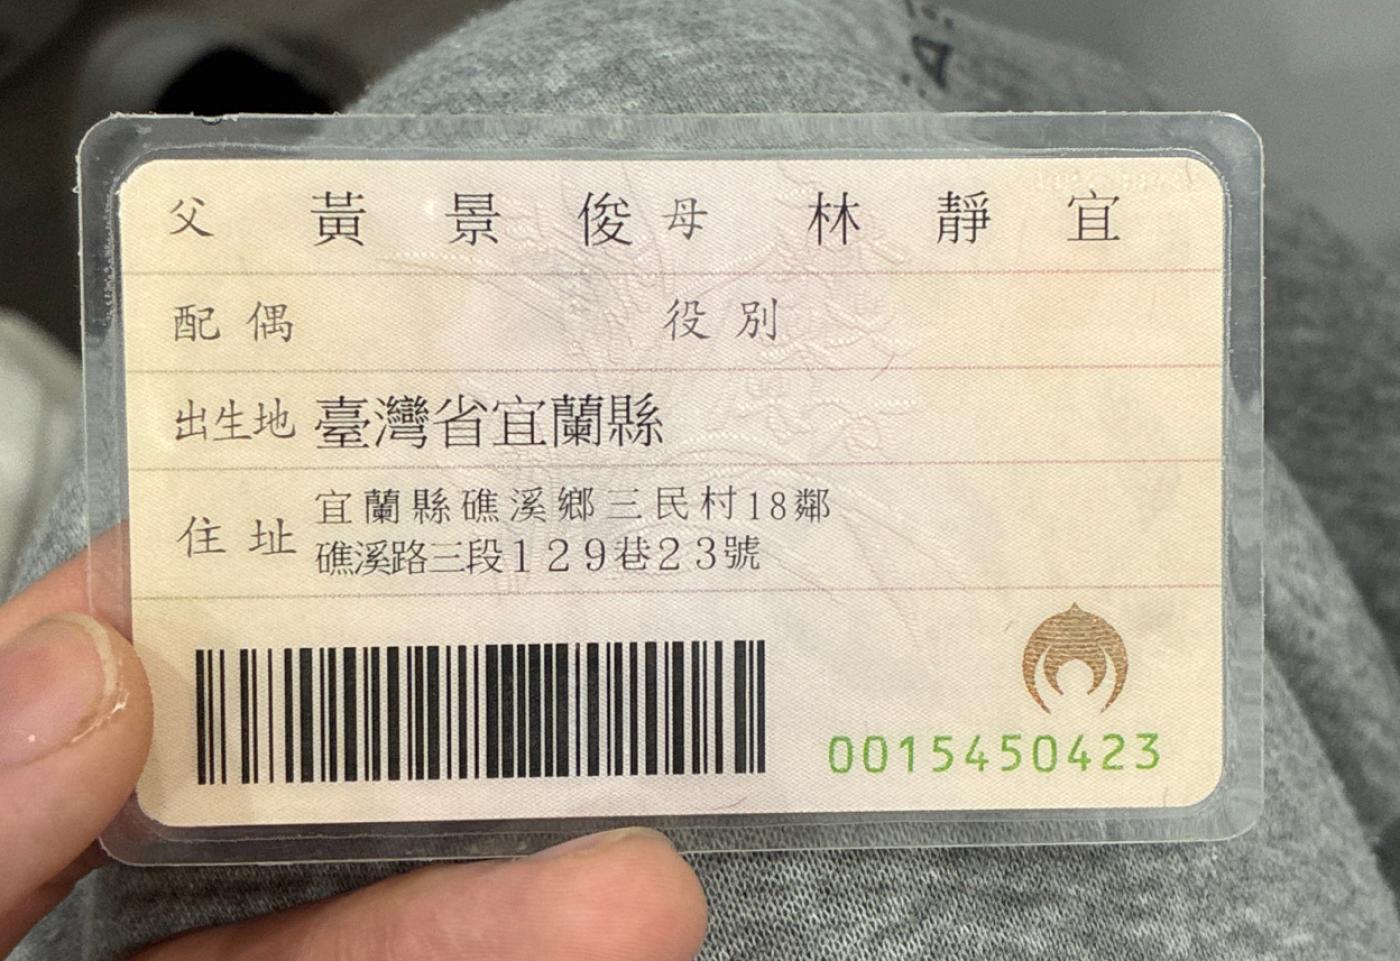 父 黃景俊 母 林靜宜
配偶 役別
出生地 臺灣省宜蘭縣
住址 宜蘭縣礁溪鄉三民村18鄰
礁溪路三段129巷23號
0015450423